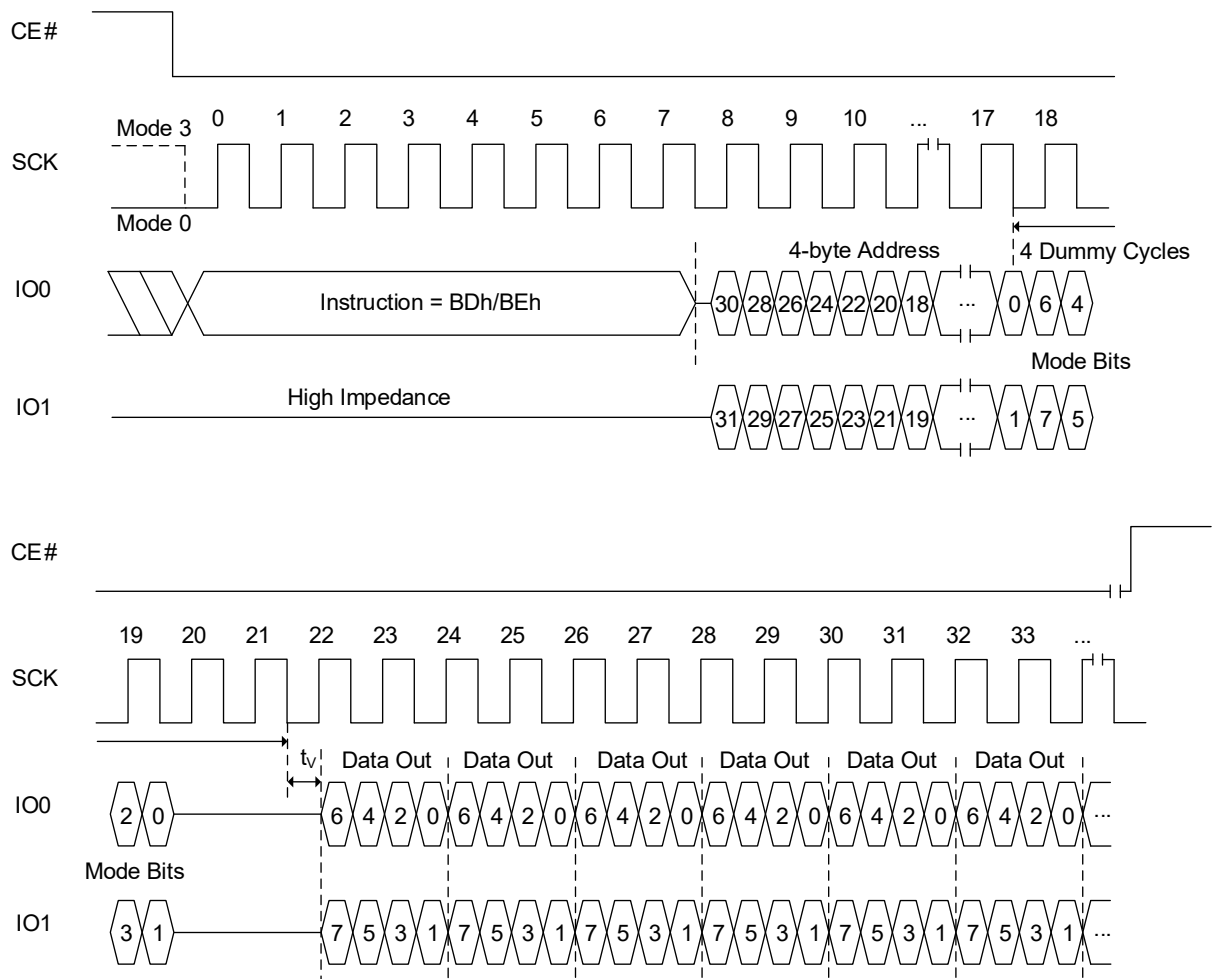 CE#
0 1 2 3 4 5 6 7 8 9 10 ... 17 18
Mode 3
SCK
Mode 0
4-byte Address
4 Dummy Cycles
IO0
Instruction = BDh/BEh
30 28 26 24 22 20 18 ... 0 6 4
Mode Bits
High Impedance
IO1
31 29 27 25 23 21 19 ... 1 7 5
CE#
19 20 21 22 23 24 25 26 27 28 29 30 31 32 33 ...
SCK
tV Data Out Data Out Data Out Data Out Data Out Data Out
IO0
2 0 6 4 2 0 6 4 2 0 6 4 2 0 6 4 2 0 6 4 2 0 6 4 2 0 ...
Mode Bits
IO1
3 1 7 5 3 1 7 5 3 1 7 5 3 1 7 5 3 1 7 5 3 1 7 5 3 1 ...